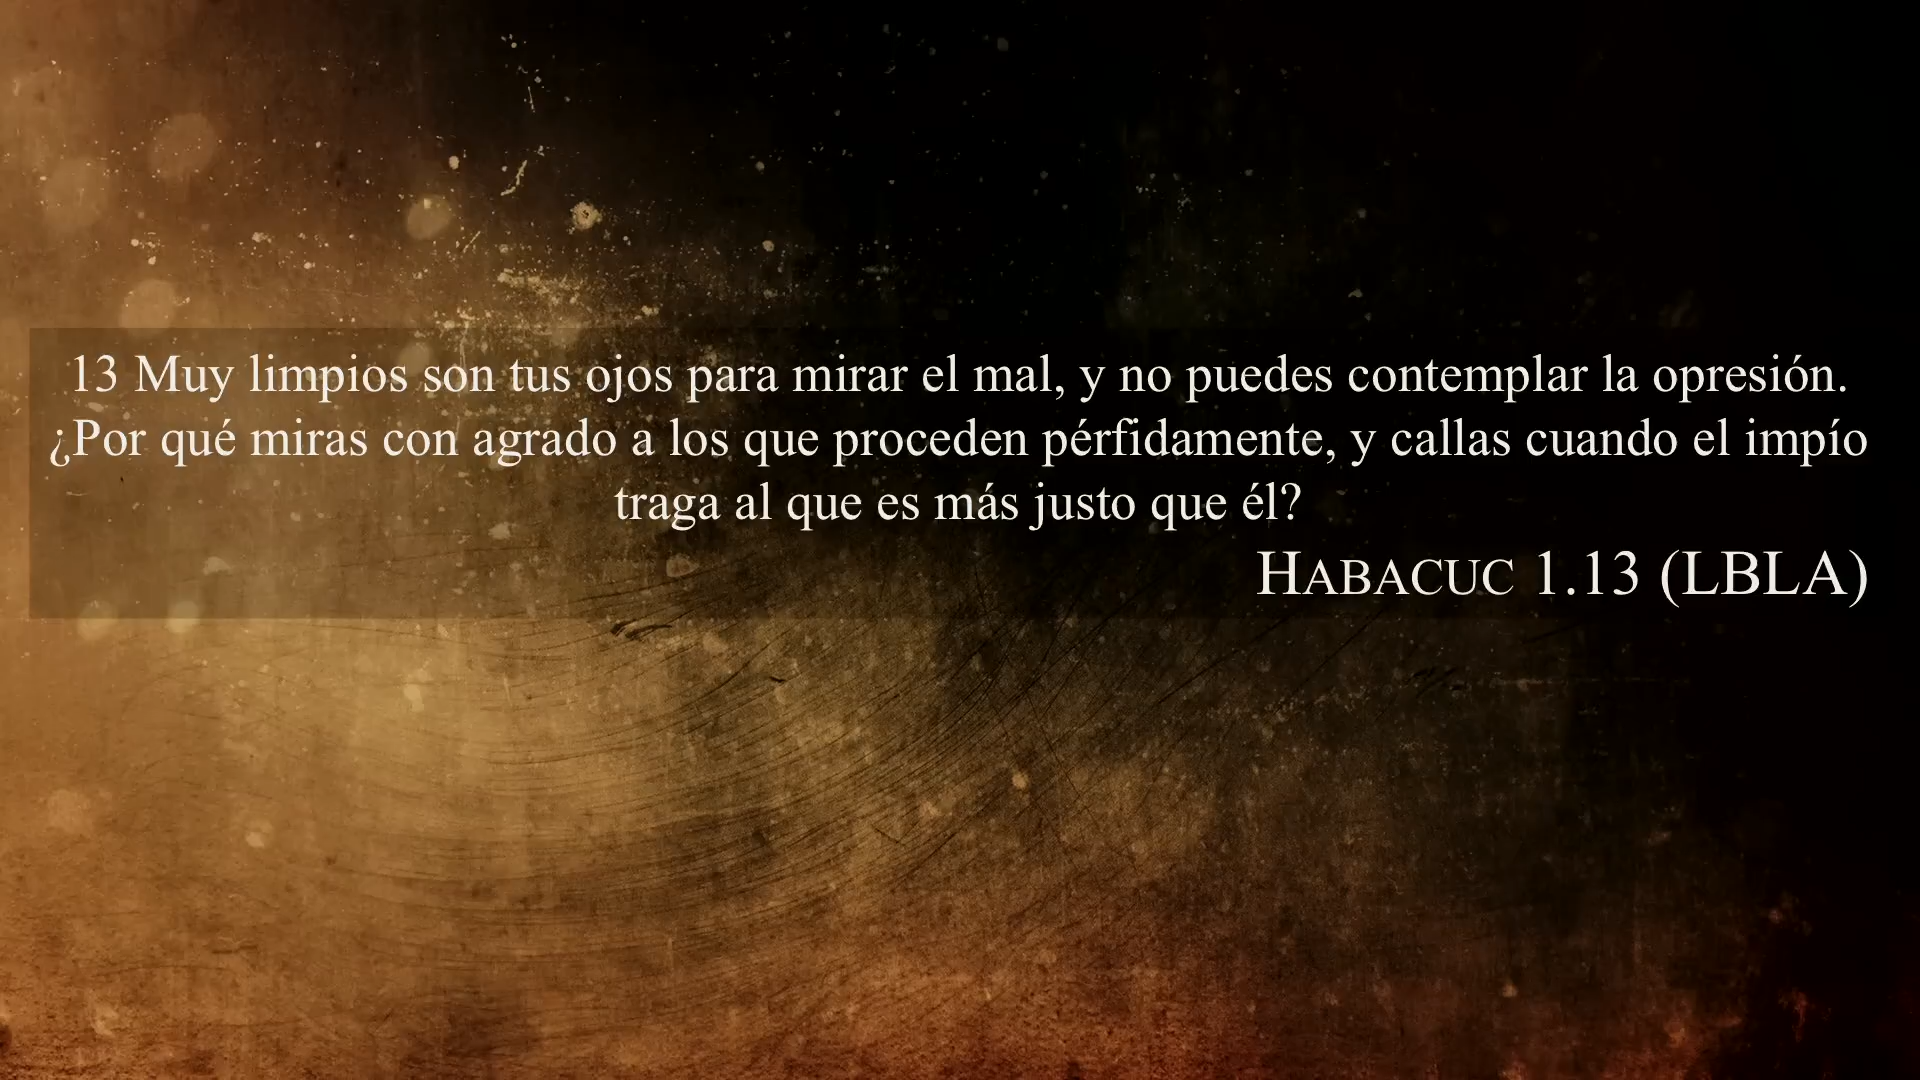 13 Muy limpios son tus ojos para mirar el mal, y no puedes contemplar la opresión.
¿Por qué miras con agrado a los que proceden pérfidamente, y callas cuando el impío
traga al que es más justo que él?
HABACUC 1.13 (LBLA)